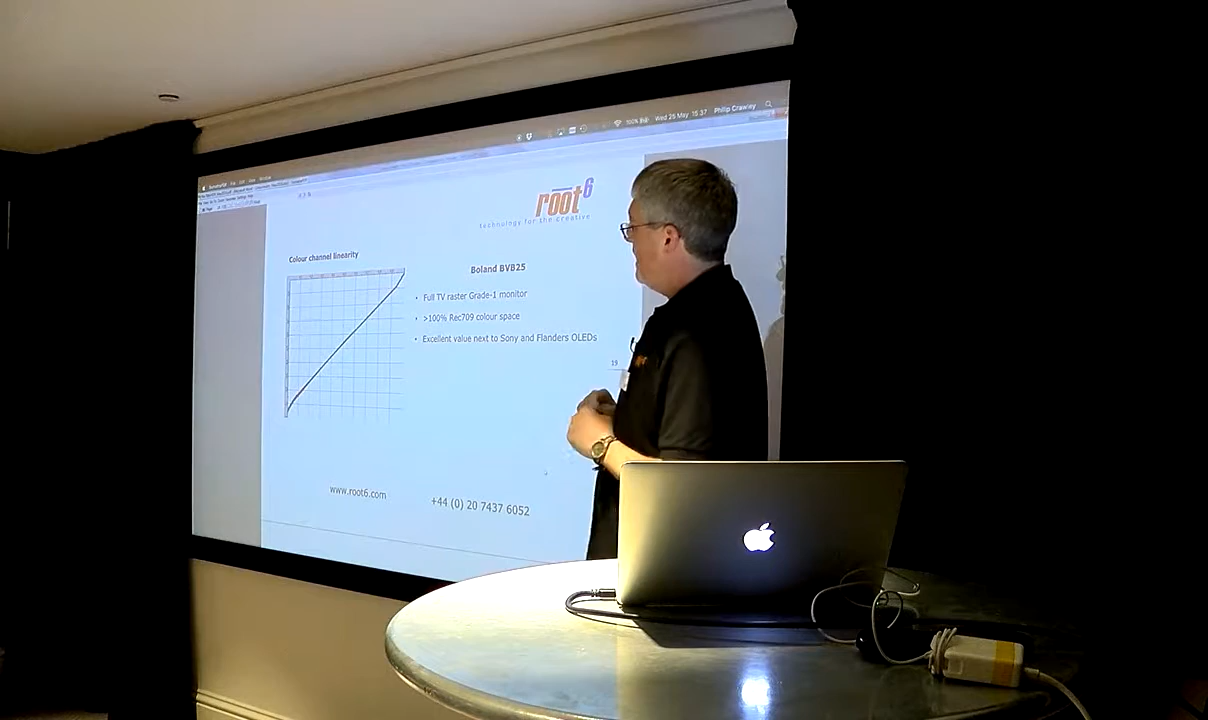 Wed 25 May 15:37 Philip Crawley
root6
technology for the creative
Colour channel linearity
Boland BVB25
• Full TV raster Grade-1 monitor
• >100% Rec709 colour space
• Excellent value next to Sony and Flanders OLEDs
19
www.root6.com
+44 (0) 20 7437 6052